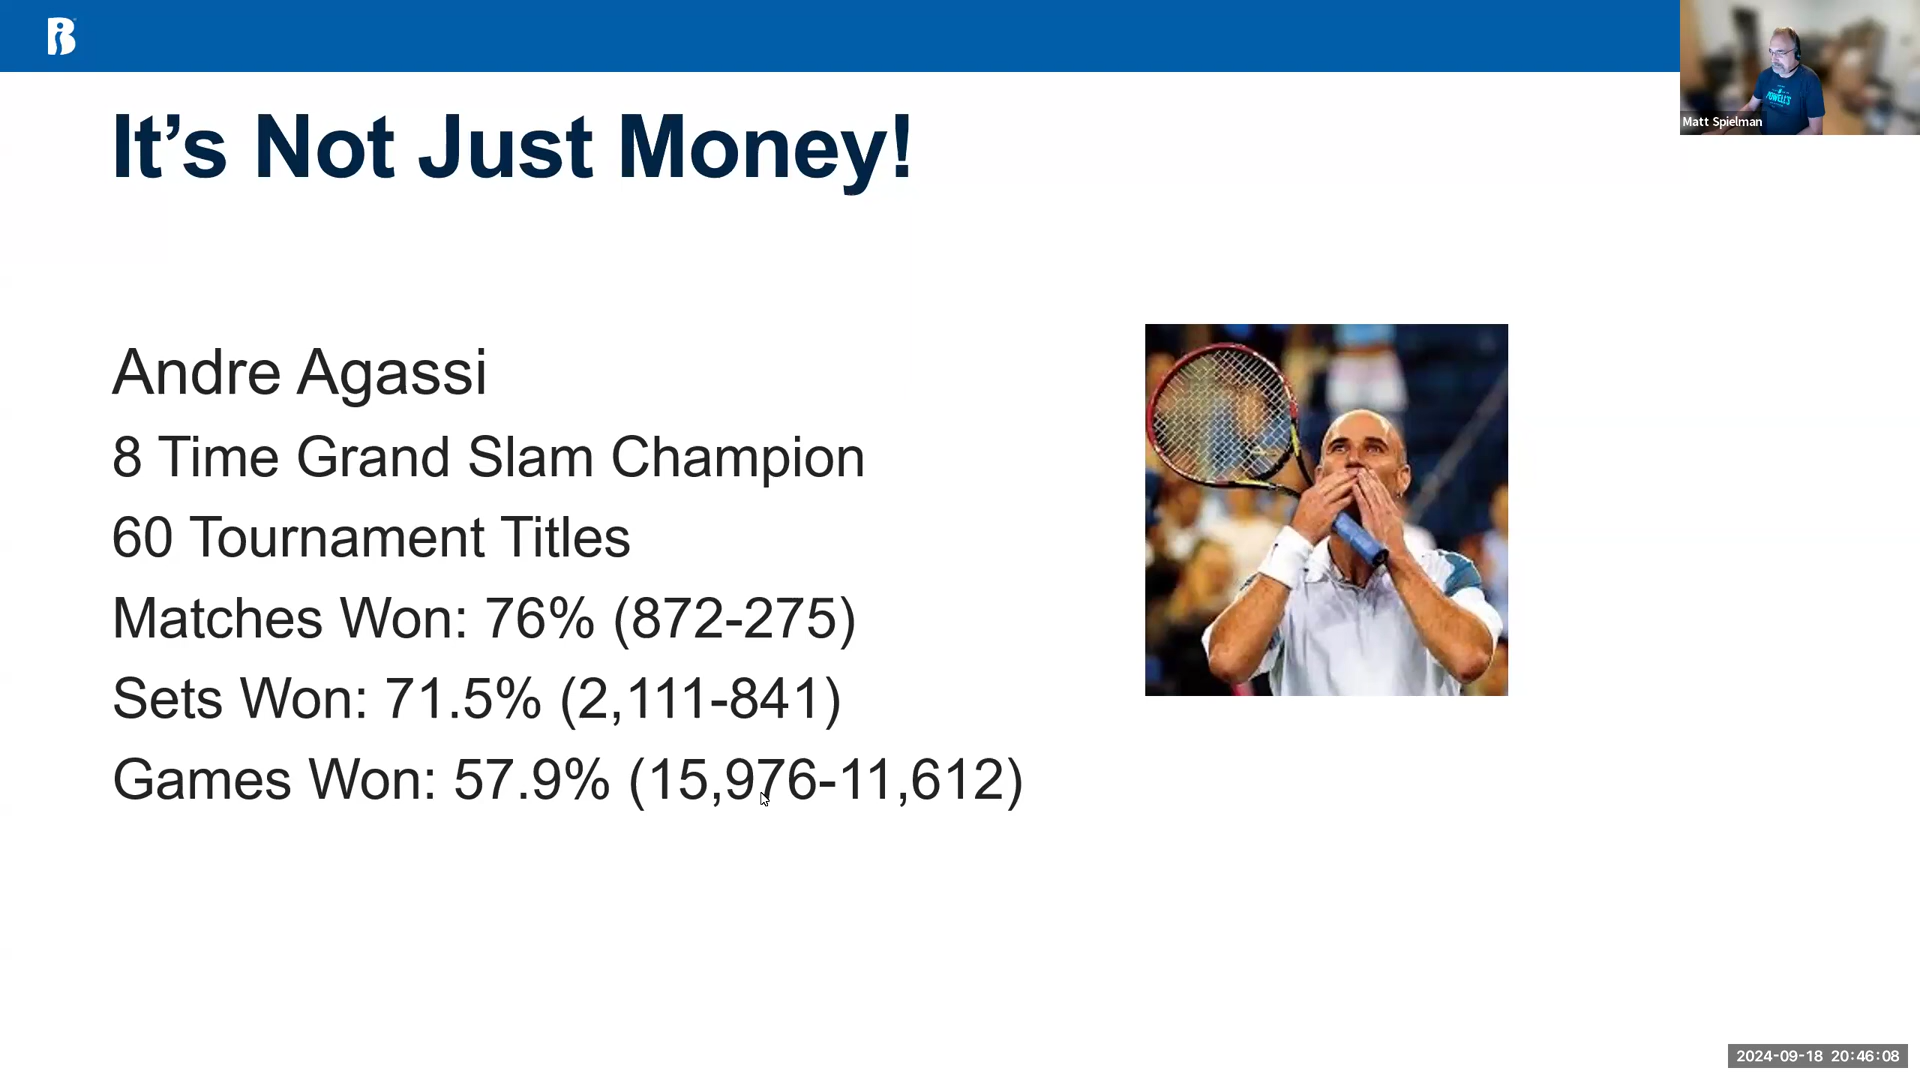 It's Not Just Money!
Andre Agassi
8 Time Grand Slam Champion
60 Tournament Titles
Matches Won: 76% (872-275)
Sets Won: 71.5% (2,111-841)
Games Won: 57.9% (15,976-11,612)
POWELL'S
Matt Spielman
2024-09-18 20:46:08